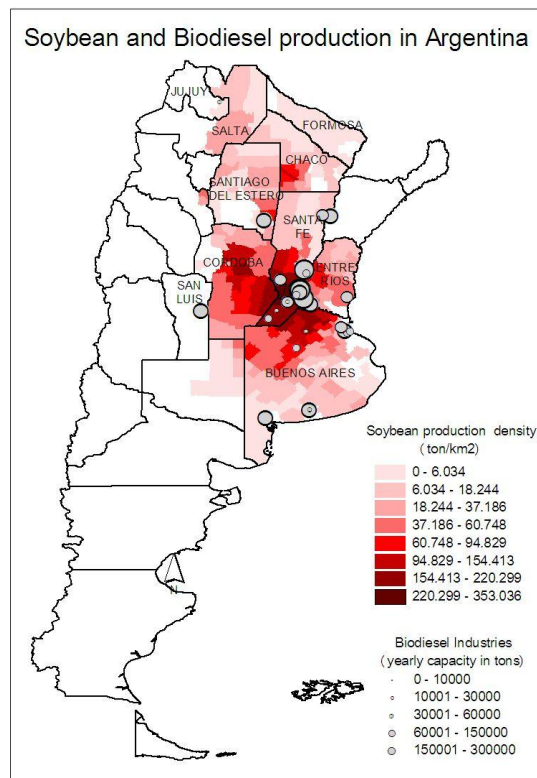 Soybean and Biodiesel production in Argentina
JUJUY
SALTA
FORMOSA
CHACO
SANTIAGO
DEL ESTERO
SANTA
FE
CORDOBA
ENTRE
RIOS
SAN
LUIS
BUENOS AIRES
Soybean production density
( ton/km2)
0 - 6.034
6.034 - 18.244
18.244 - 37.186
37.186 - 60.748
60.748 - 94.829
94.829 - 154.413
154.413 - 220.299
220.299 - 353.036
N
Biodiesel Industries
(yearly capacity in tons)
0 - 10000
10001 - 30000
30001 - 60000
60001 - 150000
150001 - 300000